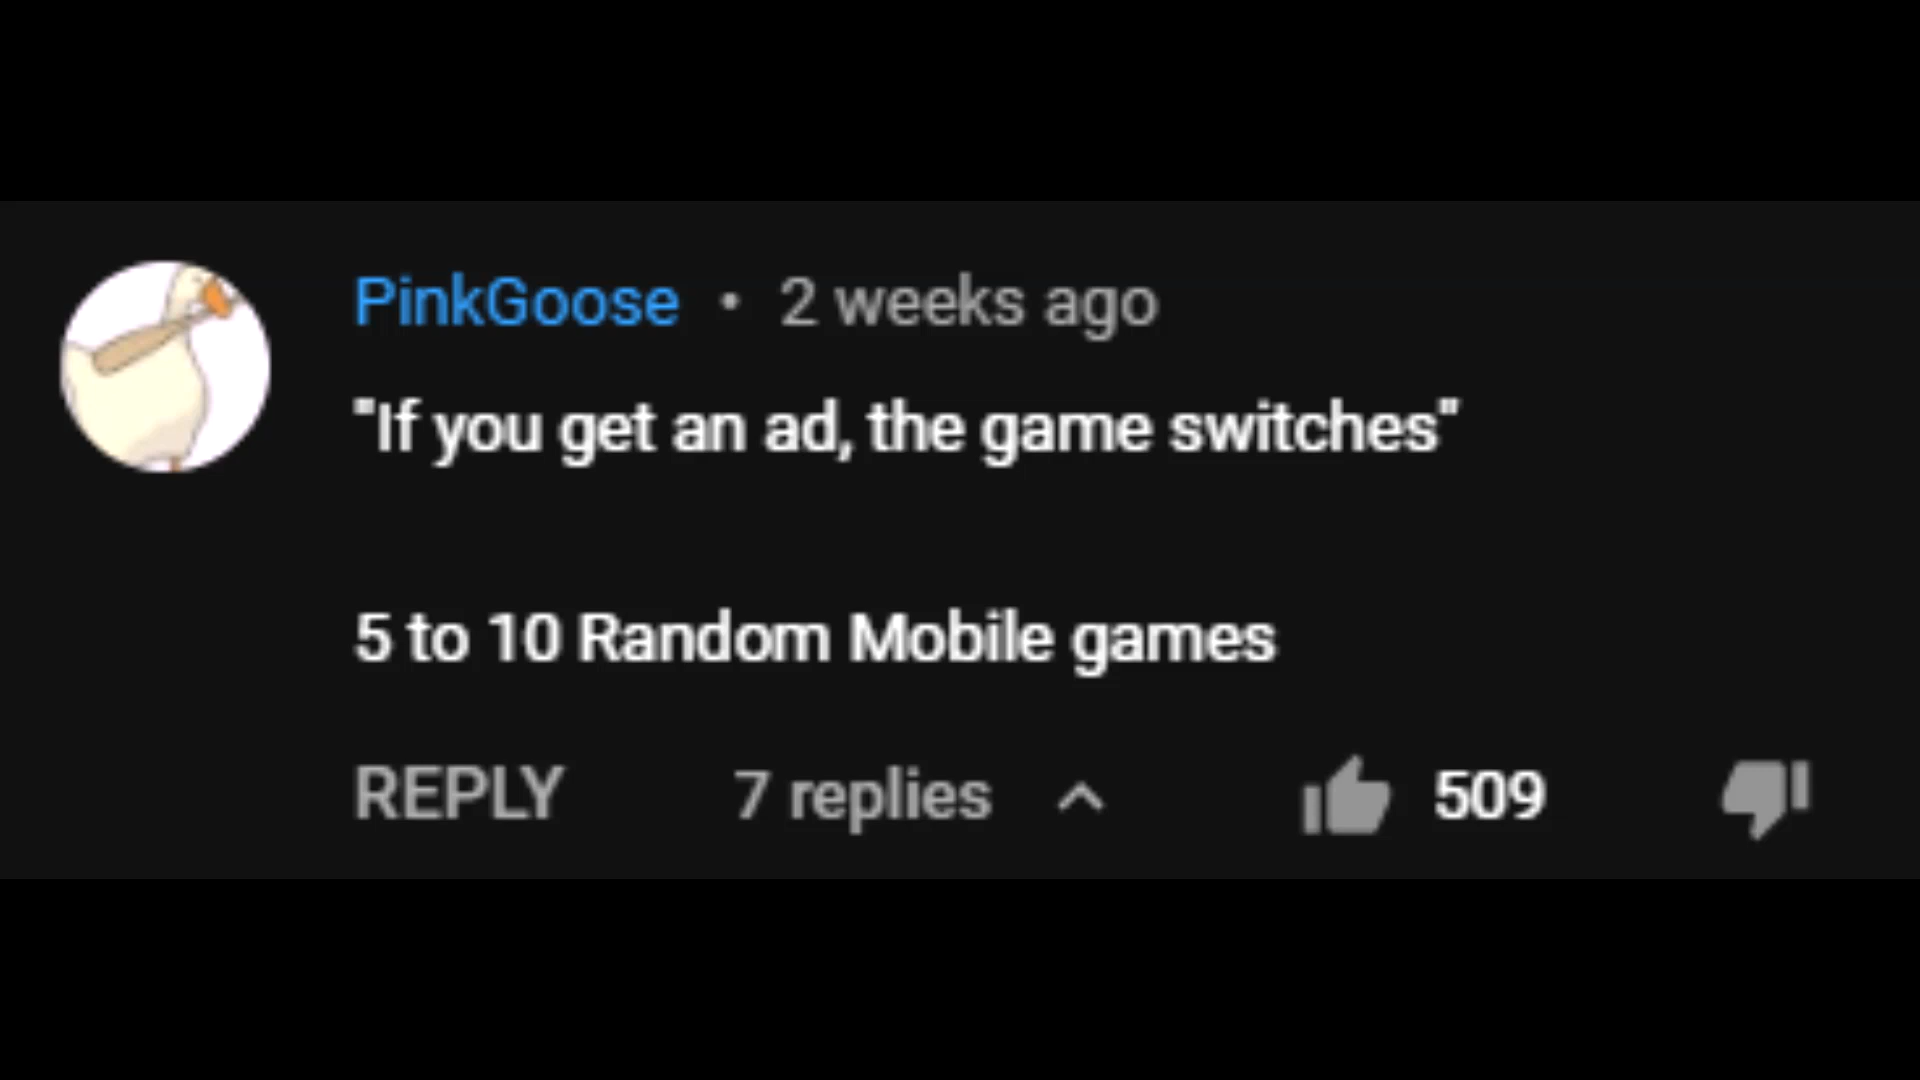 PinkGoose • 2 weeks ago
"If you get an ad, the game switches"
5 to 10 Random Mobile games
REPLY 7 replies 509